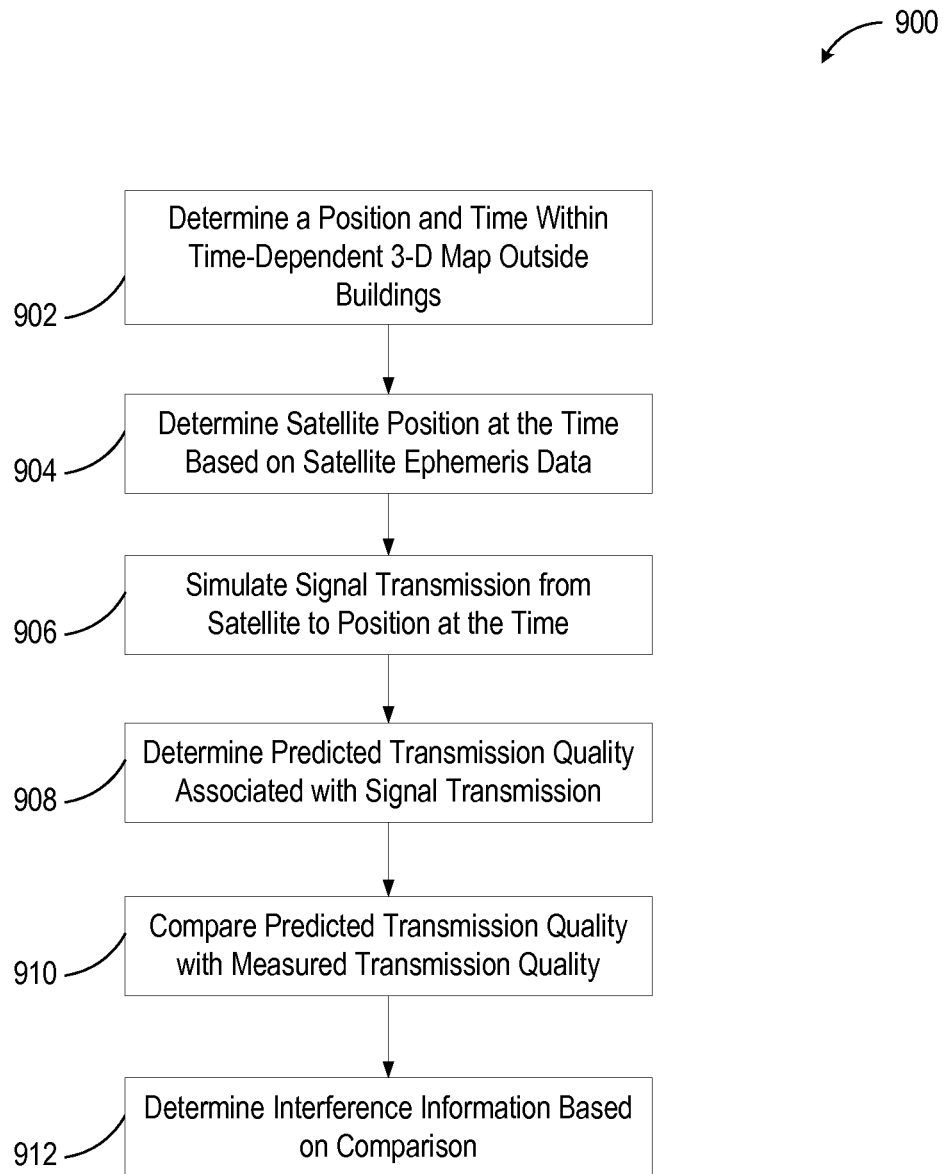 900
Determine a Position and Time Within
Time-Dependent 3-D Map Outside
Buildings
902
Determine Satellite Position at the Time
Based on Satellite Ephemeris Data
904
Simulate Signal Transmission from
Satellite to Position at the Time
906
Determine Predicted Transmission Quality
Associated with Signal Transmission
908
Compare Predicted Transmission Quality
with Measured Transmission Quality
910
Determine Interference Information Based
on Comparison
912